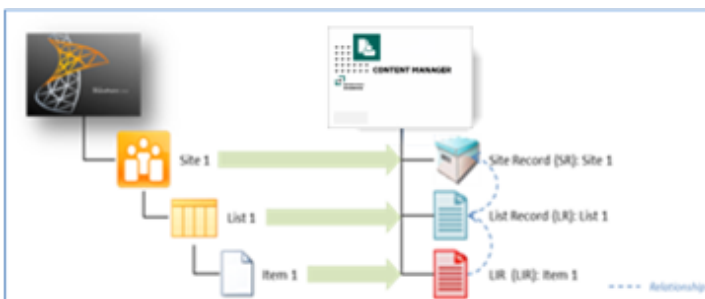 CONTENT MANAGER
Site 1
Site Record (SR): Site 1
List 1
List Record (LR): List 1
Item 1
LIR (LIR): Item 1
Relationship